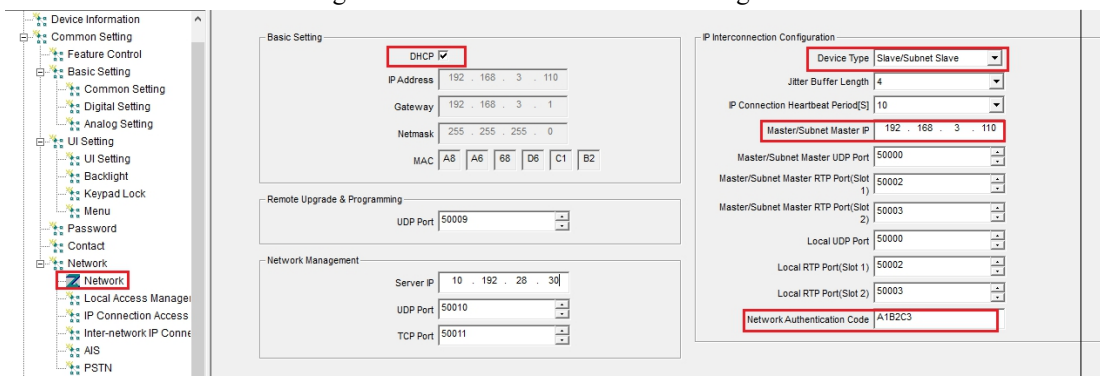 Device Information
Common Setting
Feature Control
Basic Setting
Common Setting
Digital Setting
Analog Setting
UI Setting
UI Setting
Backlight
Keypad Lock
Menu
Password
Contact
Network
Network
Local Access Manager
IP Connection Access
Inter-network IP Conne
AIS
PSTN
Basic Setting
DHCP
IP Address 192 . 168 . 3 . 110
Gateway 192 . 168 . 3 . 1
Netmask 255 . 255 . 255 . 0
MAC A8 A6 68 D6 C1 B2
Remote Upgrade & Programming
UDP Port 50009
Network Management
Server IP 10 . 192 . 28 . 30
UDP Port 50010
TCP Port 50011
IP Interconnection Configuration
Device Type Slave/Subnet Slave
Jitter Buffer Length 4
IP Connection Heartbeat Period[S] 10
Master/Subnet Master IP 192 . 168 . 3 . 110
Master/Subnet Master UDP Port 50000
Master/Subnet Master RTP Port(Slot
1) 50002
Master/Subnet Master RTP Port(Slot
2) 50003
Local UDP Port 50000
Local RTP Port(Slot 1) 50002
Local RTP Port(Slot 2) 50003
Network Authentication Code A1B2C3